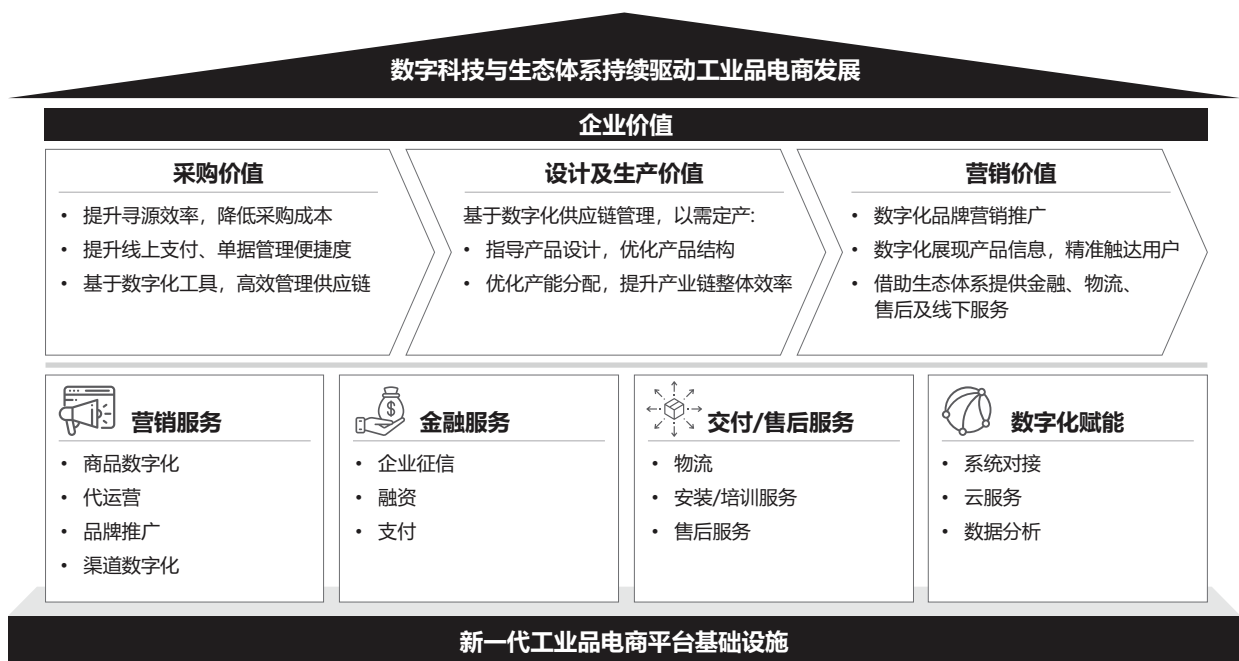 数字科技与生态体系持续驱动工业品电商发展
企业价值
采购价值
• 提升寻源效率，降低采购成本
• 提升线上支付、单据管理便捷度
• 基于数字化工具，高效管理供应链
设计及生产价值
基于数字化供应链管理，以需定产:
• 指导产品设计，优化产品结构
• 优化产能分配，提升产业链整体效率
营销价值
• 数字化品牌营销推广
• 数字化展现产品信息，精准触达用户
• 借助生态体系提供金融、物流、
售后及线下服务
营销服务
• 商品数字化
• 代运营
• 品牌推广
• 渠道数字化
$
金融服务
• 企业征信
• 融资
• 支付
交付/售后服务
• 物流
• 安装/培训服务
• 售后服务
数字化赋能
• 系统对接
• 云服务
• 数据分析
新一代工业品电商平台基础设施